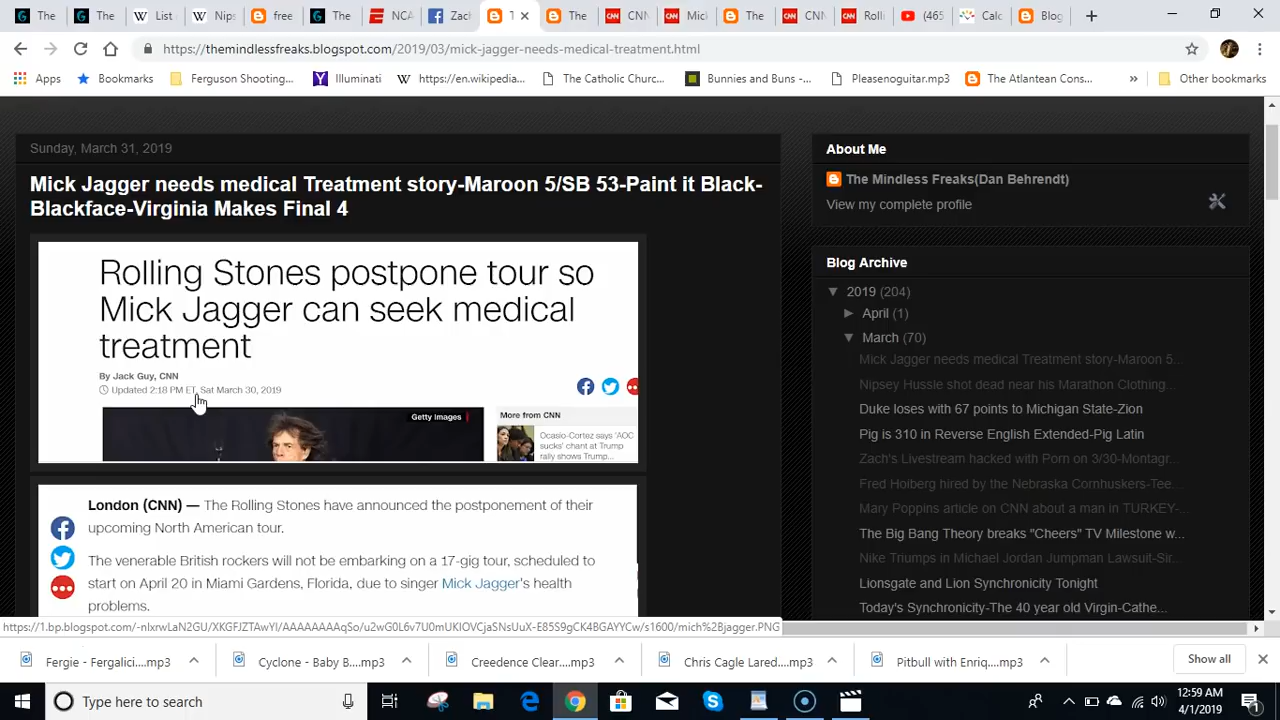 List
Nips
free
NCA
Zach
T
The
CNN
Mick
The
CNN
Rolli
(465
Calc
Blog
https://themindlessfreaks.blogspot.com/2019/03/mick-jagger-needs-medical-treatment.html
Apps
Bookmarks
Ferguson Shooting...
Illuminati
https://en.wikipedia...
The Catholic Churc...
Bunnies and Buns -...
Pleasenoguitar.mp3
The Atlantean Cons...
»
Other bookmarks
Sunday, March 31, 2019
Mick Jagger needs medical Treatment story-Maroon 5/SB 53-Paint it Black-
Blackface-Virginia Makes Final 4
Rolling Stones postpone tour so
Mick Jagger can seek medical
treatment
By Jack Guy, CNN
Updated 2:18 PM ET, Sat March 30, 2019
Getty Images
More from CNN
Ocasio-Cortez says 'AOC
sucks' chant at Trump
rally shows Trump...
London (CNN) — The Rolling Stones have announced the postponement of their
upcoming North American tour.
The venerable British rockers will not be embarking on a 17-gig tour, scheduled to
start on April 20 in Miami Gardens, Florida, due to singer Mick Jagger's health
problems.
About Me
The Mindless Freaks(Dan Behrendt)
View my complete profile
Blog Archive
▼ 2019 (204)
► April (1)
▼ March (70)
Mick Jagger needs medical Treatment story-Maroon 5...
Nipsey Hussle shot dead near his Marathon Clothing...
Duke loses with 67 points to Michigan State-Zion
Pig is 310 in Reverse English Extended-Pig Latin
Zach's Livestream hacked with Porn on 3/30-Montagr...
Fred Hoiberg hired by the Nebraska Cornhuskers-Tee...
Mary Poppins article on CNN about a man in TURKEY-...
The Big Bang Theory breaks "Cheers" TV Milestone w...
Nike Triumps in Michael Jordan Jumpman Lawsuit-Sir...
Lionsgate and Lion Synchronicity Tonight
Today's Synchronicity-The 40 year old Virgin-Cathe...
Fergie - Fergalici....mp3
Cyclone - Baby B....mp3
Creedence Clear....mp3
Chris Cagle Lared....mp3
Pitbull with Enriq....mp3
Show all
Type here to search
12:59 AM
4/1/2019